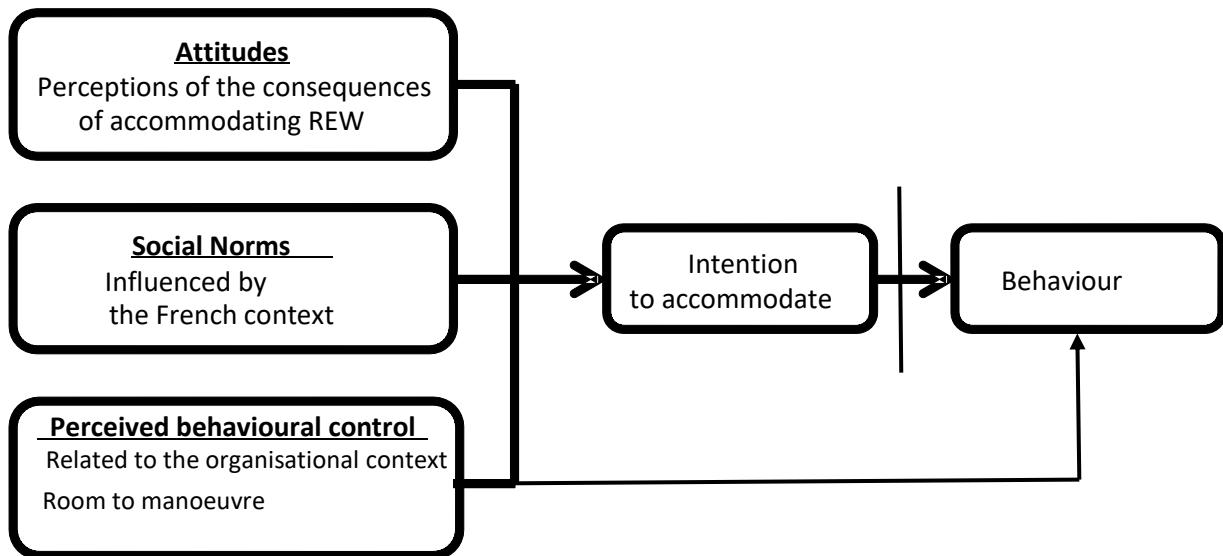 Attitudes
Perceptions of the consequences
of accommodating REW
Social Norms
Influenced by
the French context
Perceived behavioural control
Related to the organisational context
Room to manoeuvre
Intention
to accommodate
Behaviour